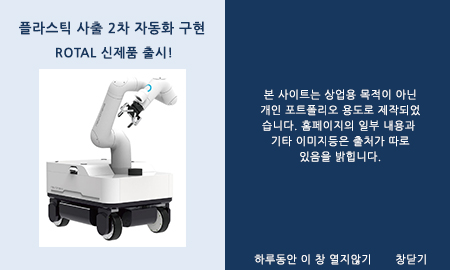 플라스틱 사출 2차 자동화 구현
ROTAL 신제품 출시!
본 사이트는 상업용 목적이 아닌
개인 포트폴리오 용도로 제작되었
습니다. 홈페이지의 일부 내용과
기타 이미지등은 출처가 따로
있음을 밝힙니다.
하루동안 이 창 열지않기 창닫기